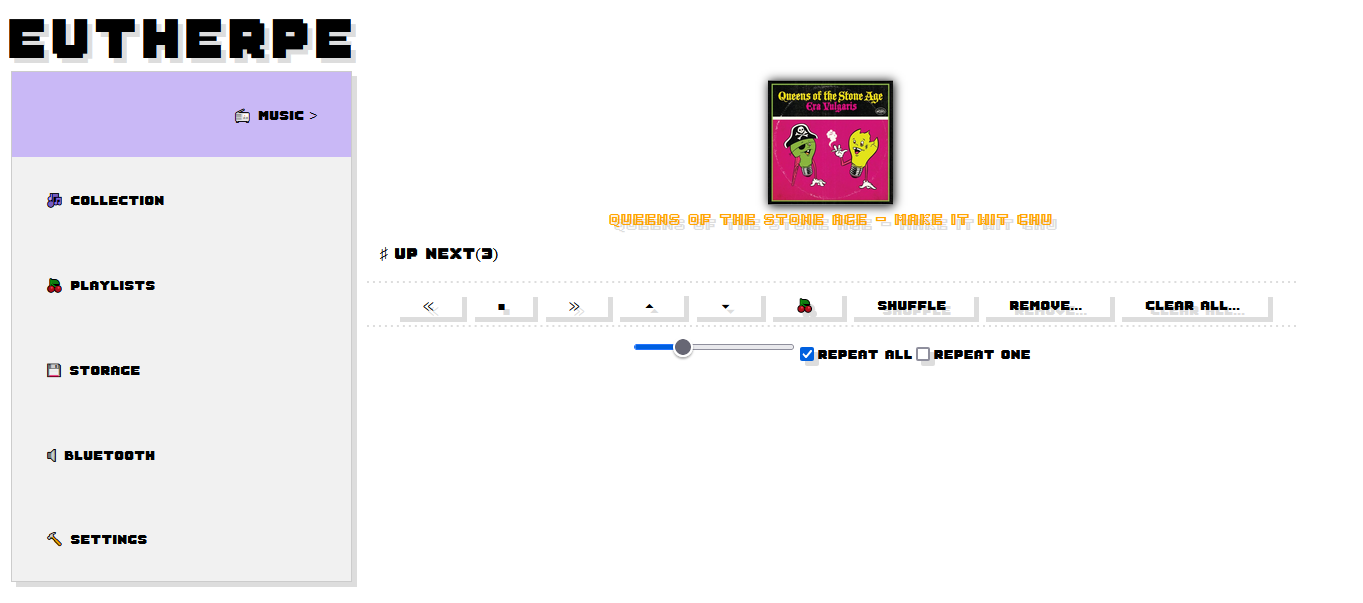 EUTHERPE
MUSIC >
COLLECTION
PLAYLISTS
STORAGE
BLUETOOTH
SETTINGS
Queens of the Stone Age
Era Vulgaris
QUEENS OF THE STONE AGE - MAKE IT WIT CHU
♯ UP NEXT(3)
≪ ■ ≫ ▲ ▼ SHUFFLE REMOVE... CLEAR ALL...
REPEAT ALL REPEAT ONE